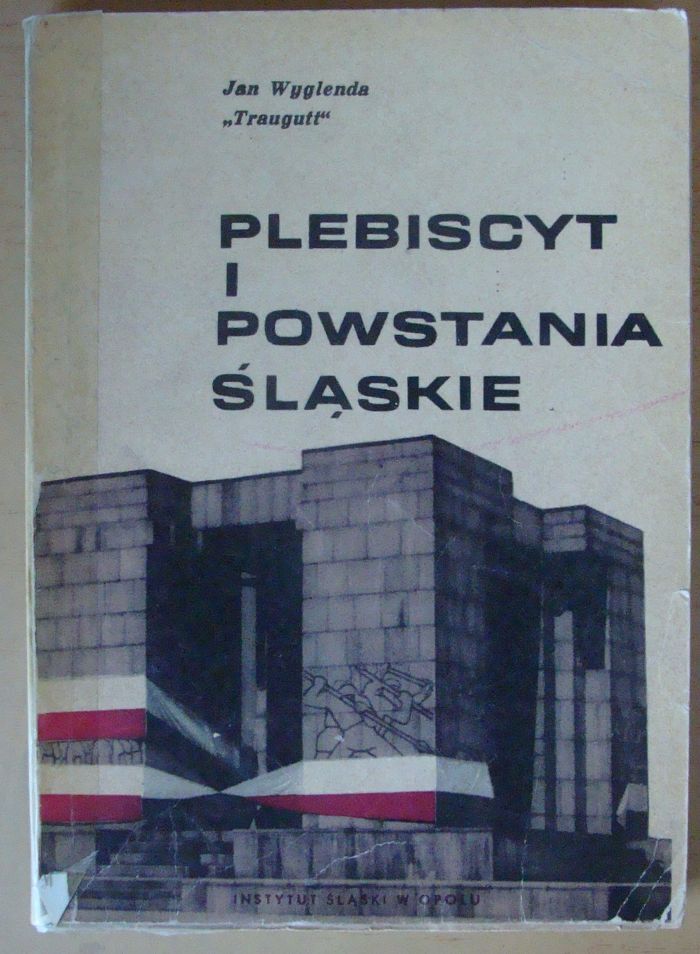 Jan Wyglenda
„Traugutt“
PLEBISCYT
I
POWSTANIA
ŚLĄSKIE
INSTYTUT ŚLĄSKI W OPOLU